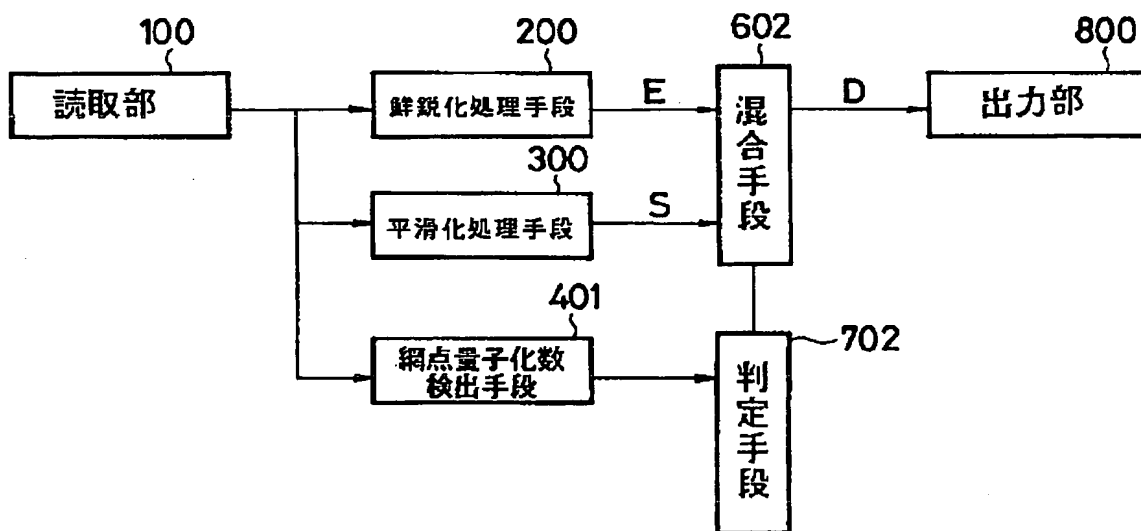 100
読取部
200
鮮鋭化処理手段
E
602
混合手段
D
800
出力部
300
平滑化処理手段
S
401
網点量子化数
検出手段
702
判定手段